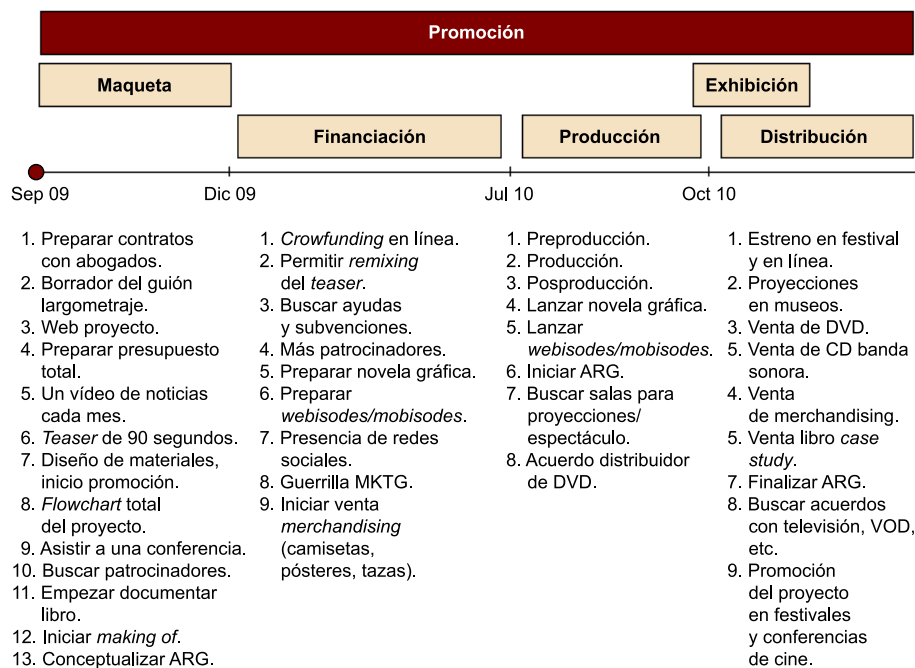 Promoción
Maqueta
Exhibición
Financiación
Producción
Distribución
Sep 09
Dic 09
Jul 10
Oct 10
1. Preparar contratos
con abogados.
2. Borrador del guión
largometraje.
3. Web proyecto.
4. Preparar presupuesto
total.
5. Un vídeo de noticias
cada mes.
6. Teaser de 90 segundos.
7. Diseño de materiales,
inicio promoción.
8. Flowchart total
del proyecto.
9. Asistir a una conferencia.
10. Buscar patrocinadores.
11. Empezar documentar
libro.
12. Iniciar making of.
13. Conceptualizar ARG.
1. Crowfunding en línea.
2. Permitir remixing
del teaser.
3. Buscar ayudas
y subvenciones.
4. Más patrocinadores.
5. Preparar novela gráfica.
6. Preparar
webisodes/mobisodes.
7. Presencia de redes
sociales.
8. Guerrilla MKTG.
9. Iniciar venta
merchandising
(camisetas,
pósteres, tazas).
1. Preproducción.
2. Producción.
3. Posproducción.
4. Lanzar novela gráfica.
5. Lanzar
webisodes/mobisodes.
6. Iniciar ARG.
7. Buscar salas para
proyecciones/
espectáculo.
8. Acuerdo distribuidor
de DVD.
1. Estreno en festival
y en línea.
2. Proyecciones
en museos.
3. Venta de DVD.
5. Venta de CD banda
sonora.
4. Venta
de merchandising.
5. Venta libro case
study.
7. Finalizar ARG.
8. Buscar acuerdos
con televisión, VOD,
etc.
9. Promoción
del proyecto
en festivales
y conferencias
de cine.